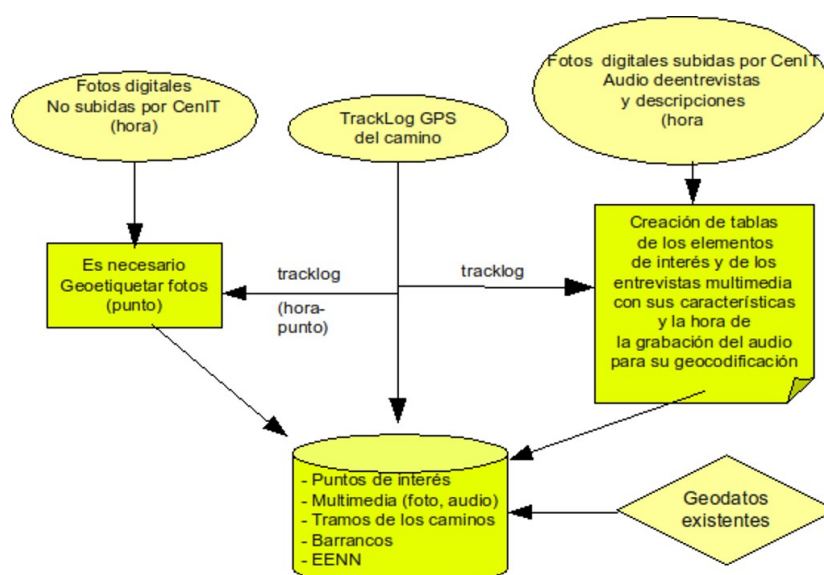 Fotos digitales
No subidas por CenIT
(hora)
TrackLog GPS
del camino
Fotos digitales subidas por CenIT
Audio deentrevistas
y descripciones
(hora
Es necesario
Geoetiquetar fotos
(punto)
tracklog
(hora-
punto)
tracklog
Creación de tablas
de los elementos
de interés y de los
entrevistas multimedia
con sus características
y la hora de
la grabación del audio
para su geocodificación
- Puntos de interés
- Multimedia (foto, audio)
- Tramos de los caminos
- Barrancos
- EENN
Geodatos
existentes